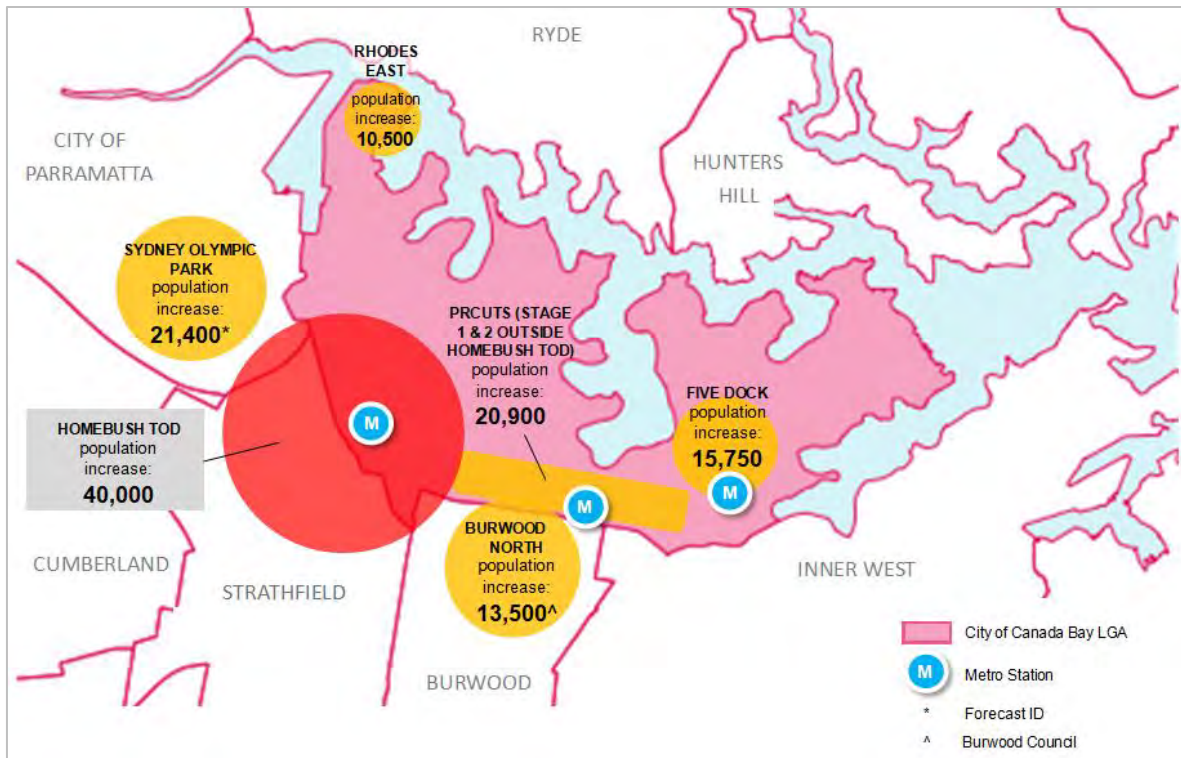 RYDE
RHODES
EAST
population
increase:
10,500
CITY OF
PARRAMATTA
HUNTERS
HILL
SYDNEY OLYMPIC
PARK
population
increase:
21,400*
PRCUTS (STAGE
1 & 2 OUTSIDE
HOMEBUSH TOD)
population
increase:
20,900
FIVE DOCK
population
increase:
15,750
M
HOMEBUSH TOD
population
increase:
40,000
M
M
BURWOOD
NORTH
population
increase:
13,500^
CUMBERLAND
STRATHFIELD
INNER WEST
BURWOOD
City of Canada Bay LGA
M Metro Station
* Forecast ID
^ Burwood Council